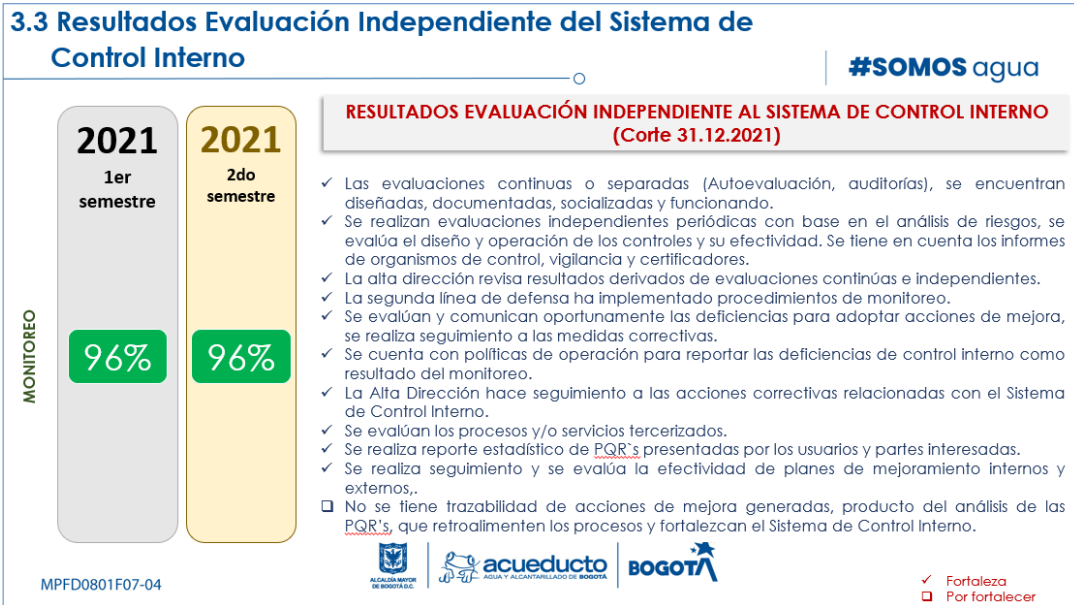 3.3 Resultados Evaluación Independiente del Sistema de
Control Interno
#SOMOS agua
2021
1er
semestre
2021
2do
semestre
MONITOREO
96%
96%
RESULTADOS EVALUACIÓN INDEPENDIENTE AL SISTEMA DE CONTROL INTERNO
(Corte 31.12.2021)
✓ Las evaluaciones continuas o separadas (Autoevaluación, auditorías), se encuentran
diseñadas, documentadas, socializadas y funcionando.
✓ Se realizan evaluaciones independientes periódicas con base en el análisis de riesgos, se
evalúa el diseño y operación de los controles y su efectividad. Se tiene en cuenta los informes
de organismos de control, vigilancia y certificadores.
✓ La alta dirección revisa resultados derivados de evaluaciones continúas e independientes.
✓ La segunda línea de defensa ha implementado procedimientos de monitoreo.
✓ Se evalúan y comunican oportunamente las deficiencias para adoptar acciones de mejora,
se realiza seguimiento a las medidas correctivas.
✓ Se cuenta con políticas de operación para reportar las deficiencias de control interno como
resultado del monitoreo.
✓ La Alta Dirección hace seguimiento a las acciones correctivas relacionadas con el Sistema
de Control Interno.
✓ Se evalúan los procesos y/o servicios tercerizados.
✓ Se realiza reporte estadístico de PQR`s presentadas por los usuarios y partes interesadas.
✓ Se realiza seguimiento y se evalúa la efectividad de planes de mejoramiento internos y
externos,.
❑ No se tiene trazabilidad de acciones de mejora generadas, producto del análisis de las
PQR's, que retroalimenten los procesos y fortalezcan el Sistema de Control Interno.
MPFD0801F07-04
ALCALDÍA MAYOR
DE BOGOTÁ D.C.
acueducto
AGUA Y ALCANTARILLADO DE BOGOTÁ
BOGOTÁ
✓ Fortaleza
❑ Por fortalecer